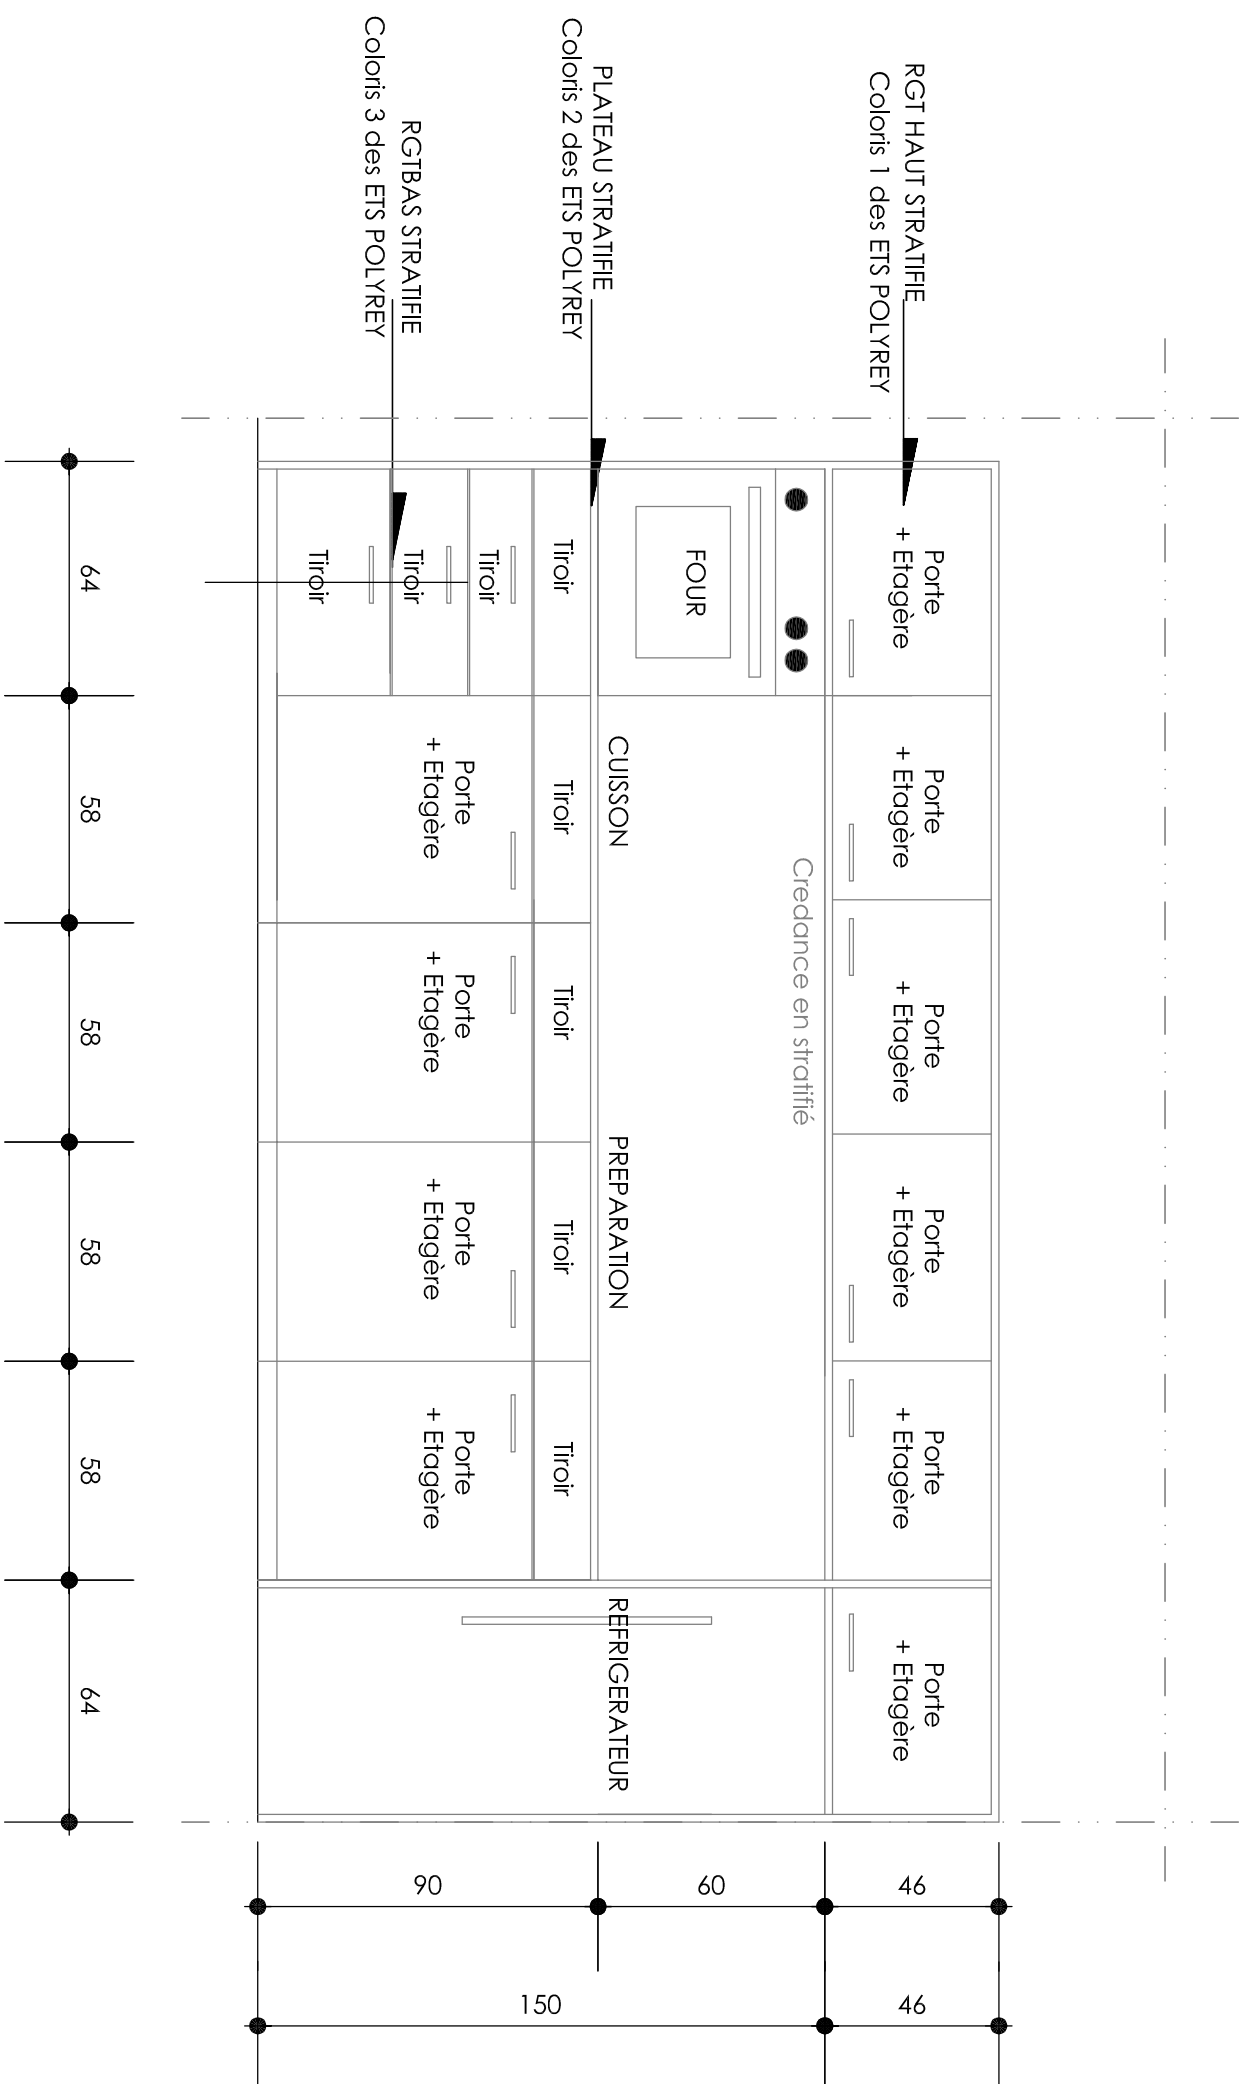 RGT HAUT STRATIFIE
Coloris 1 des ETS POLYREY
PLATEAU STRATIFIE
Coloris 2 des ETS POLYREY
RGTBAS STRATIFIE
Coloris 3 des ETS POLYREY
Porte
+ Etagère
Porte
+ Etagère
Porte
+ Etagère
Porte
+ Etagère
Porte
+ Etagère
Porte
+ Etagère
Credance en stratifié
FOUR
CUISSON
PREPARATION
REFRIGERATEUR
Tiroir
Tiroir
Tiroir
Tiroir
Tiroir
Tiroir
Tiroir
Tiroir
Porte
+ Etagère
Porte
+ Etagère
Porte
+ Etagère
Porte
+ Etagère
64
58
58
58
58
64
46
60
90
46
150